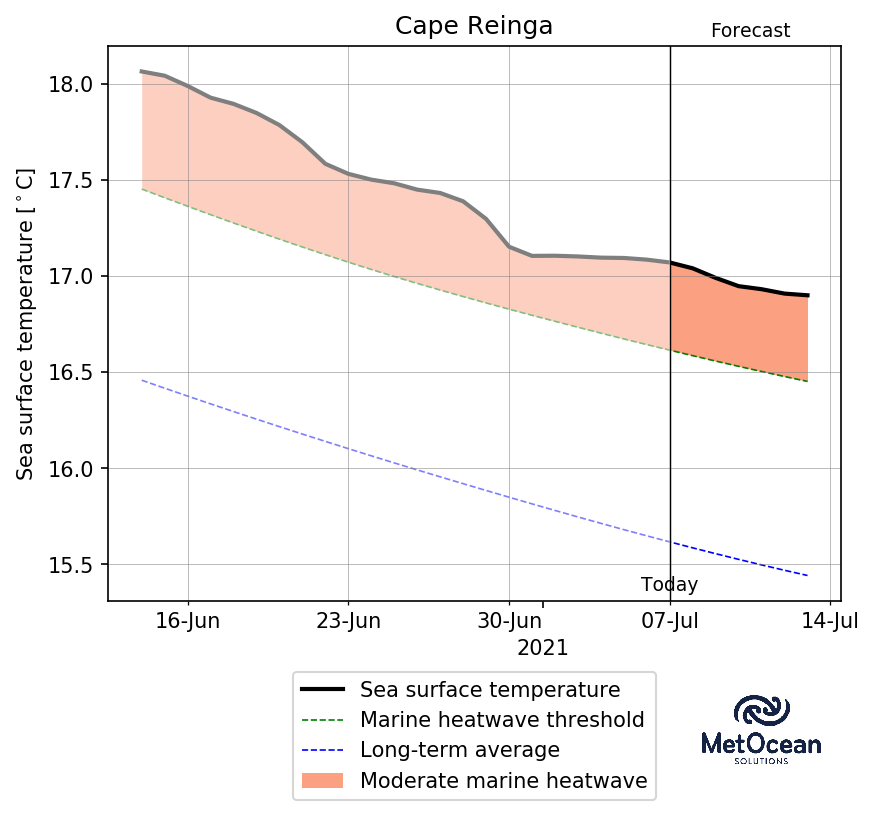 Cape Reinga
Forecast
Sea surface temperature [°C]
18.0
17.5
17.0
16.5
16.0
15.5
Today
16-Jun 23-Jun 30-Jun 07-Jul 14-Jul
2021
Sea surface temperature
Marine heatwave threshold
Long-term average
Moderate marine heatwave
MetOcean
SOLUTIONS